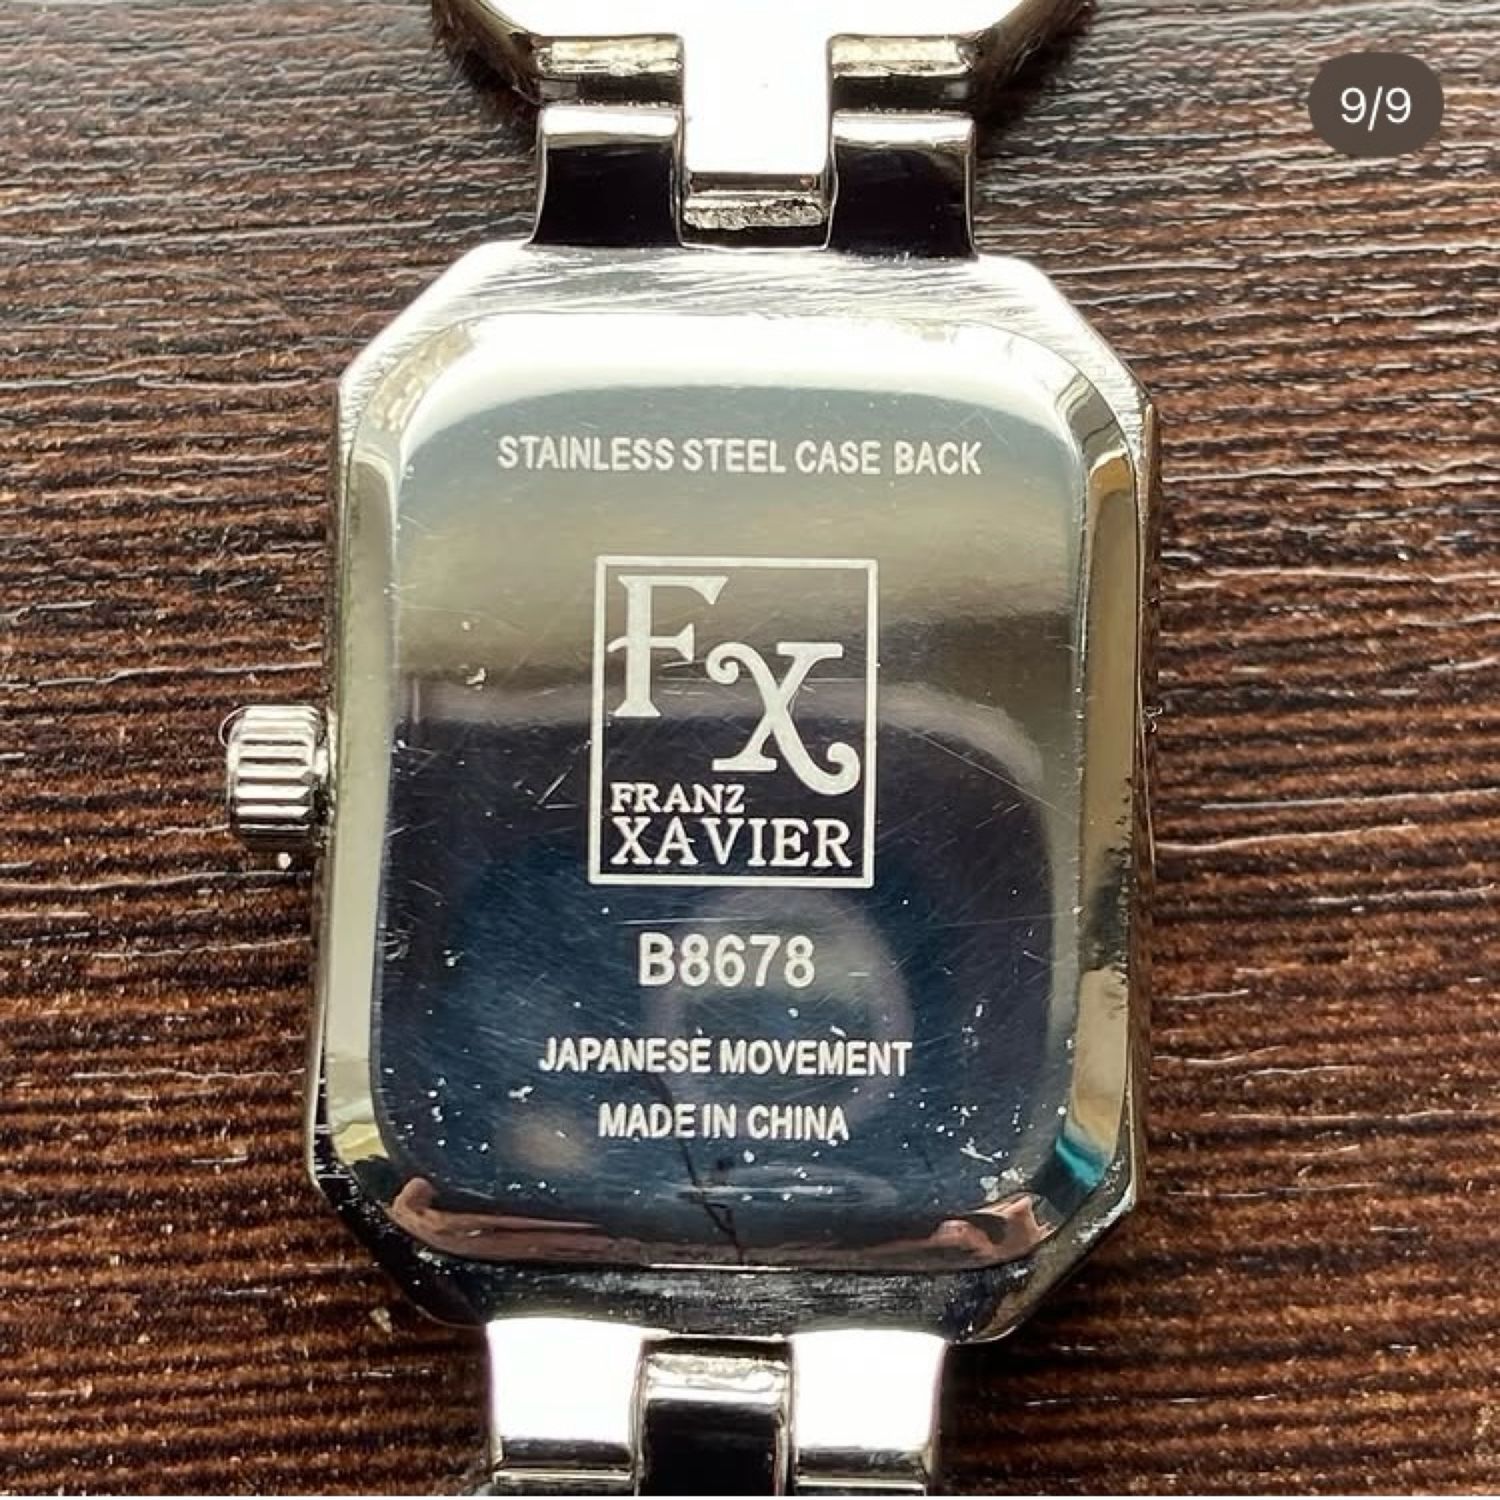 9/9
STAINLESS STEEL CASE BACK
FX
FRANZ
XAVIER
B8678
JAPANESE MOVEMENT
MADE IN CHINA